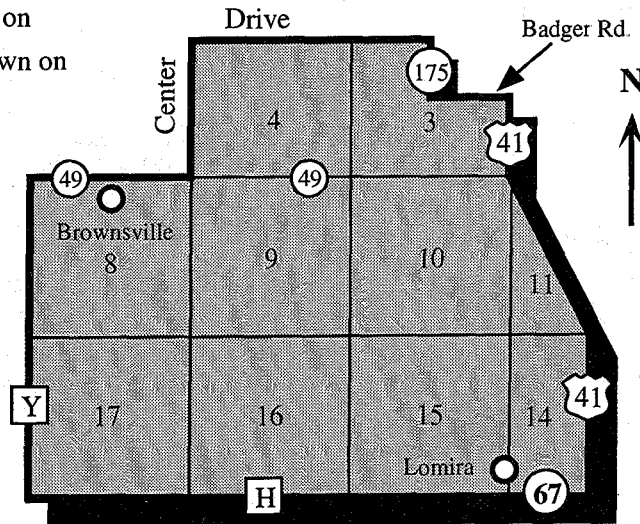 on
Drive
wn on
Badger Rd.
175
N
Center
4
3
41
49
49
Brownsville
8
9
10
11
Y
17
16
15
14
41
Lomira
H
67